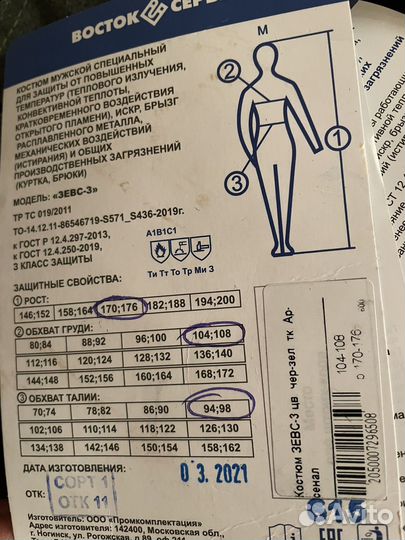 ВОСТОК СЕР
КОСТЮМ МУЖСКОЙ СПЕЦИАЛЬНЫЙ
ДЛЯ ЗАЩИТЫ ОТ ПОВЫШЕННЫХ
ТЕМПЕРАТУР (ТЕПЛОВОГО ИЗЛУЧЕНИЯ,
КОНВЕКТИВНОЙ ТЕПЛОТЫ,
КРАТКОВРЕМЕННОГО ВОЗДЕЙСТВИЯ
ОТКРЫТОГО ПЛАМЕНИ), ИСКР, БРЫЗГ
РАСПЛАВЛЕННОГО МЕТАЛЛА,
МЕХАНИЧЕСКИХ ВОЗДЕЙСТВИЙ
(ИСТИРАНИЯ) И ОБЩИХ
ПРОИЗВОДСТВЕННЫХ ЗАГРЯЗНЕНИЙ
(КУРТКА, БРЮКИ)
МОДЕЛЬ: «ЗЕВС-3»
ТР ТС 019/2011
ТО-14.12.11-86546719-S571_S436-2019г.
к ГОСТ Р 12.4.297-2013,
к ГОСТ 12.4.250-2019,
3 КЛАСС ЗАЩИТЫ
М
1
2
3
А1В1С1
Ти Тт То Тр Ми З
ЗАЩИТНЫЕ СВОЙСТВА:
1 РОСТ:
146;152 158;164 170;176 182;188 194;200
2 ОБХВАТ ГРУДИ:
80;84 88;92 96;100 104;108
112;116 120;124 128;132 136;140
144;148 152;156 160;164 168;172
3 ОБХВАТ ТАЛИИ:
70;74 78;82 86;90 94;98
102;106 110;114 118;122 126;130
134;138 142;146 150;154 158;162
ДАТА ИЗГОТОВЛЕНИЯ:
03.2021
ОТК:
СОРТ 1
ОТК 11
Изготовитель: ООО «Промкомплектация»
Адрес изготовителя: 142400, Московская обл.,
г. Ногинск, ул. Рогожская, д. 89
Костюм ЗЕВС-3 цв. чер-зел тк Ар-
сенал
104-108
170-176
2050007296508
загрязнений
EAC
Avito